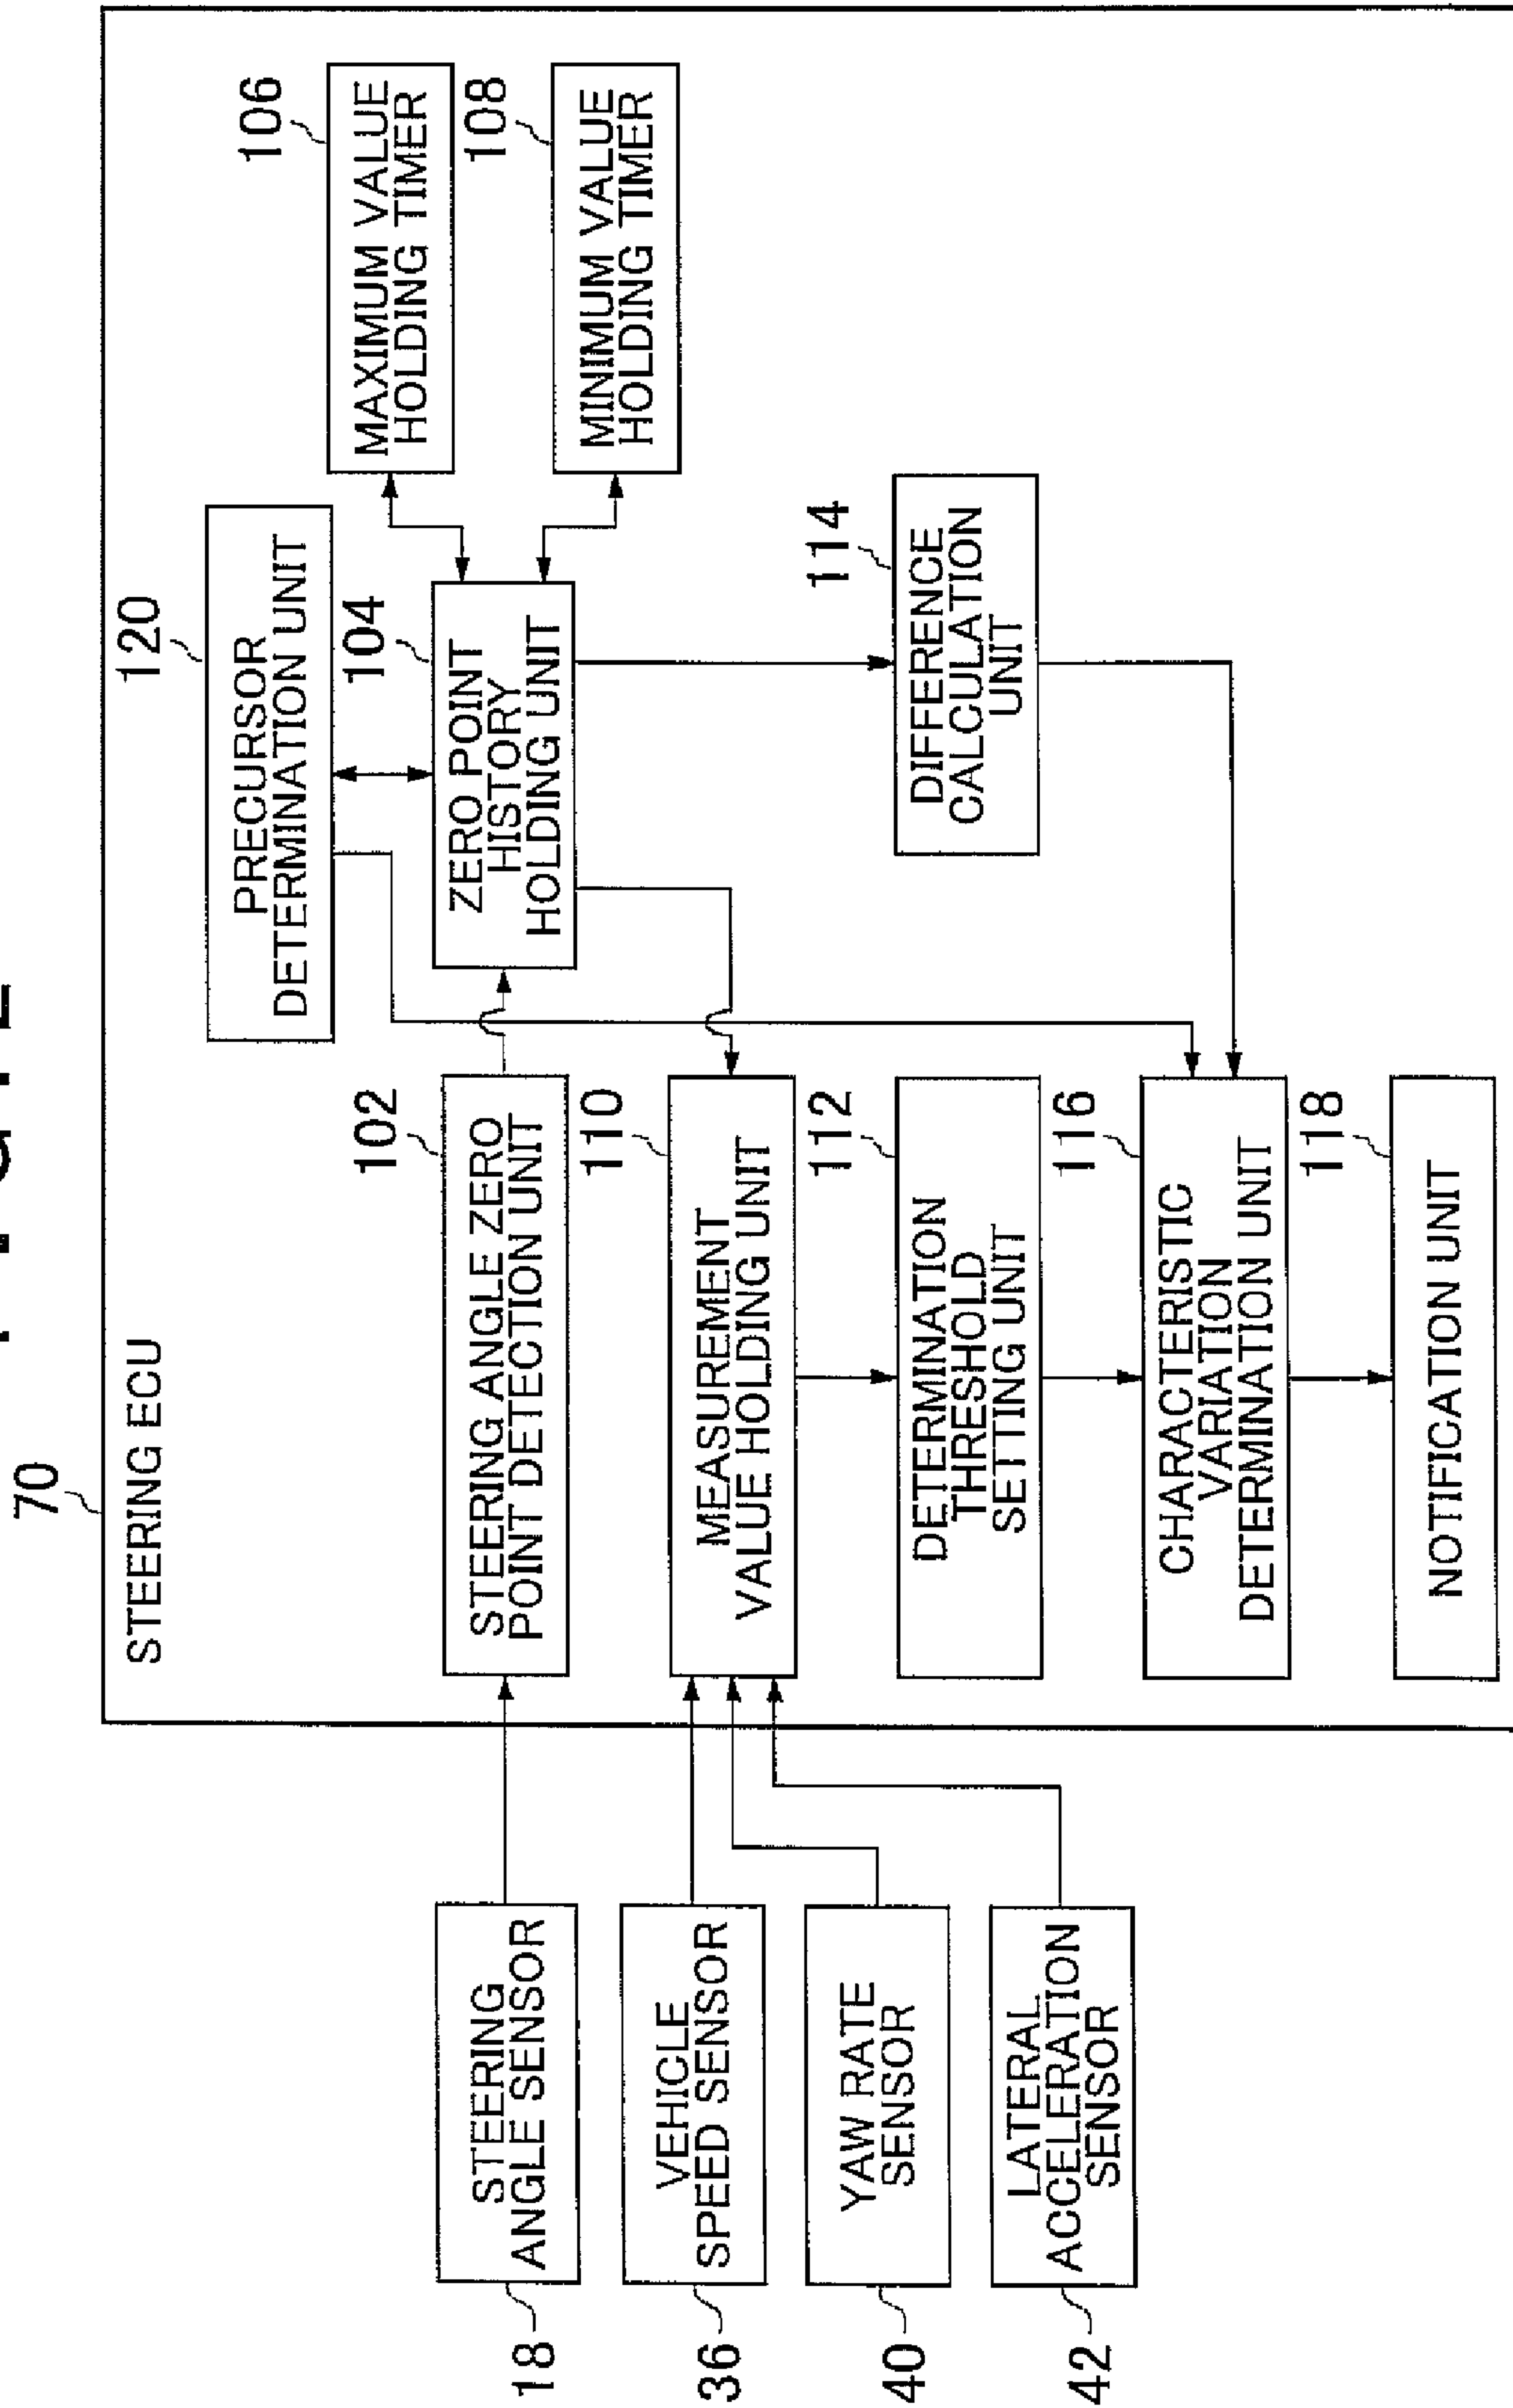 70
STEERING ECU
120
PRECURSOR
DETERMINATION UNIT
106
MAXIMUM VALUE
HOLDING TIMER
104
ZERO POINT
HISTORY
HOLDING UNIT
108
MINIMUM VALUE
HOLDING TIMER
18
STEERING
ANGLE SENSOR
102
STEERING ANGLE ZERO
POINT DETECTION UNIT
36
VEHICLE
SPEED SENSOR
110
MEASUREMENT
VALUE HOLDING UNIT
40
YAW RATE
SENSOR
112
DETERMINATION
THRESHOLD
SETTING UNIT
114
DIFFERENCE
CALCULATION
UNIT
42
LATERAL
ACCELERATION
SENSOR
116
CHARACTERISTIC
VARIATION
DETERMINATION UNIT
118
NOTIFICATION UNIT